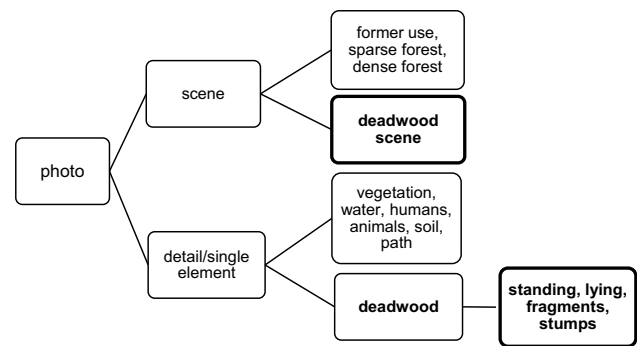 photo
scene
former use,
sparse forest,
dense forest
deadwood
scene
detail/single
element
vegetation,
water, humans,
animals, soil,
path
deadwood
standing, lying,
fragments,
stumps